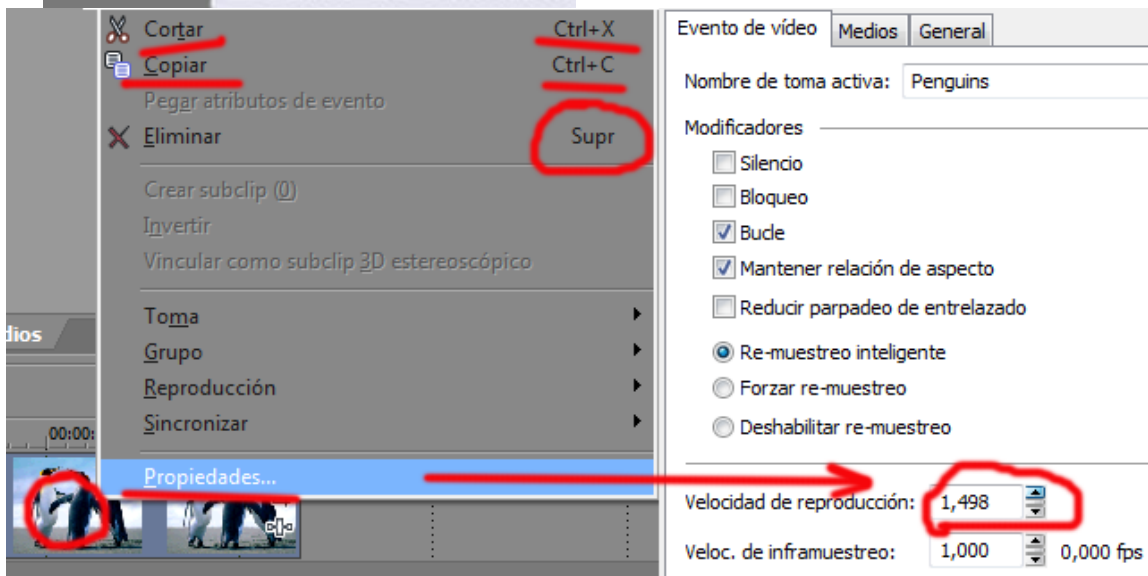 Cortar Ctrl+X
Copiar Ctrl+C
Pegar atributos de evento
Eliminar Supr
Crear subclip (0)
Invertir
Vincular como subclip 3D estereoscópico
Toma
Grupo
Reproducción
Sincronizar
Propiedades...
dios
00:00:
Evento de vídeo Medios General
Nombre de toma activa: Penguins
Modificadores
Silencio
Bloqueo
Bucle
Mantener relación de aspecto
Reducir parpadeo de entrelazado
Re-muestreo inteligente
Forzar re-muestreo
Deshabilitar re-muestreo
Velocidad de reproducción: 1,498
Veloc. de inframuestreo: 1,000 0,000 fps